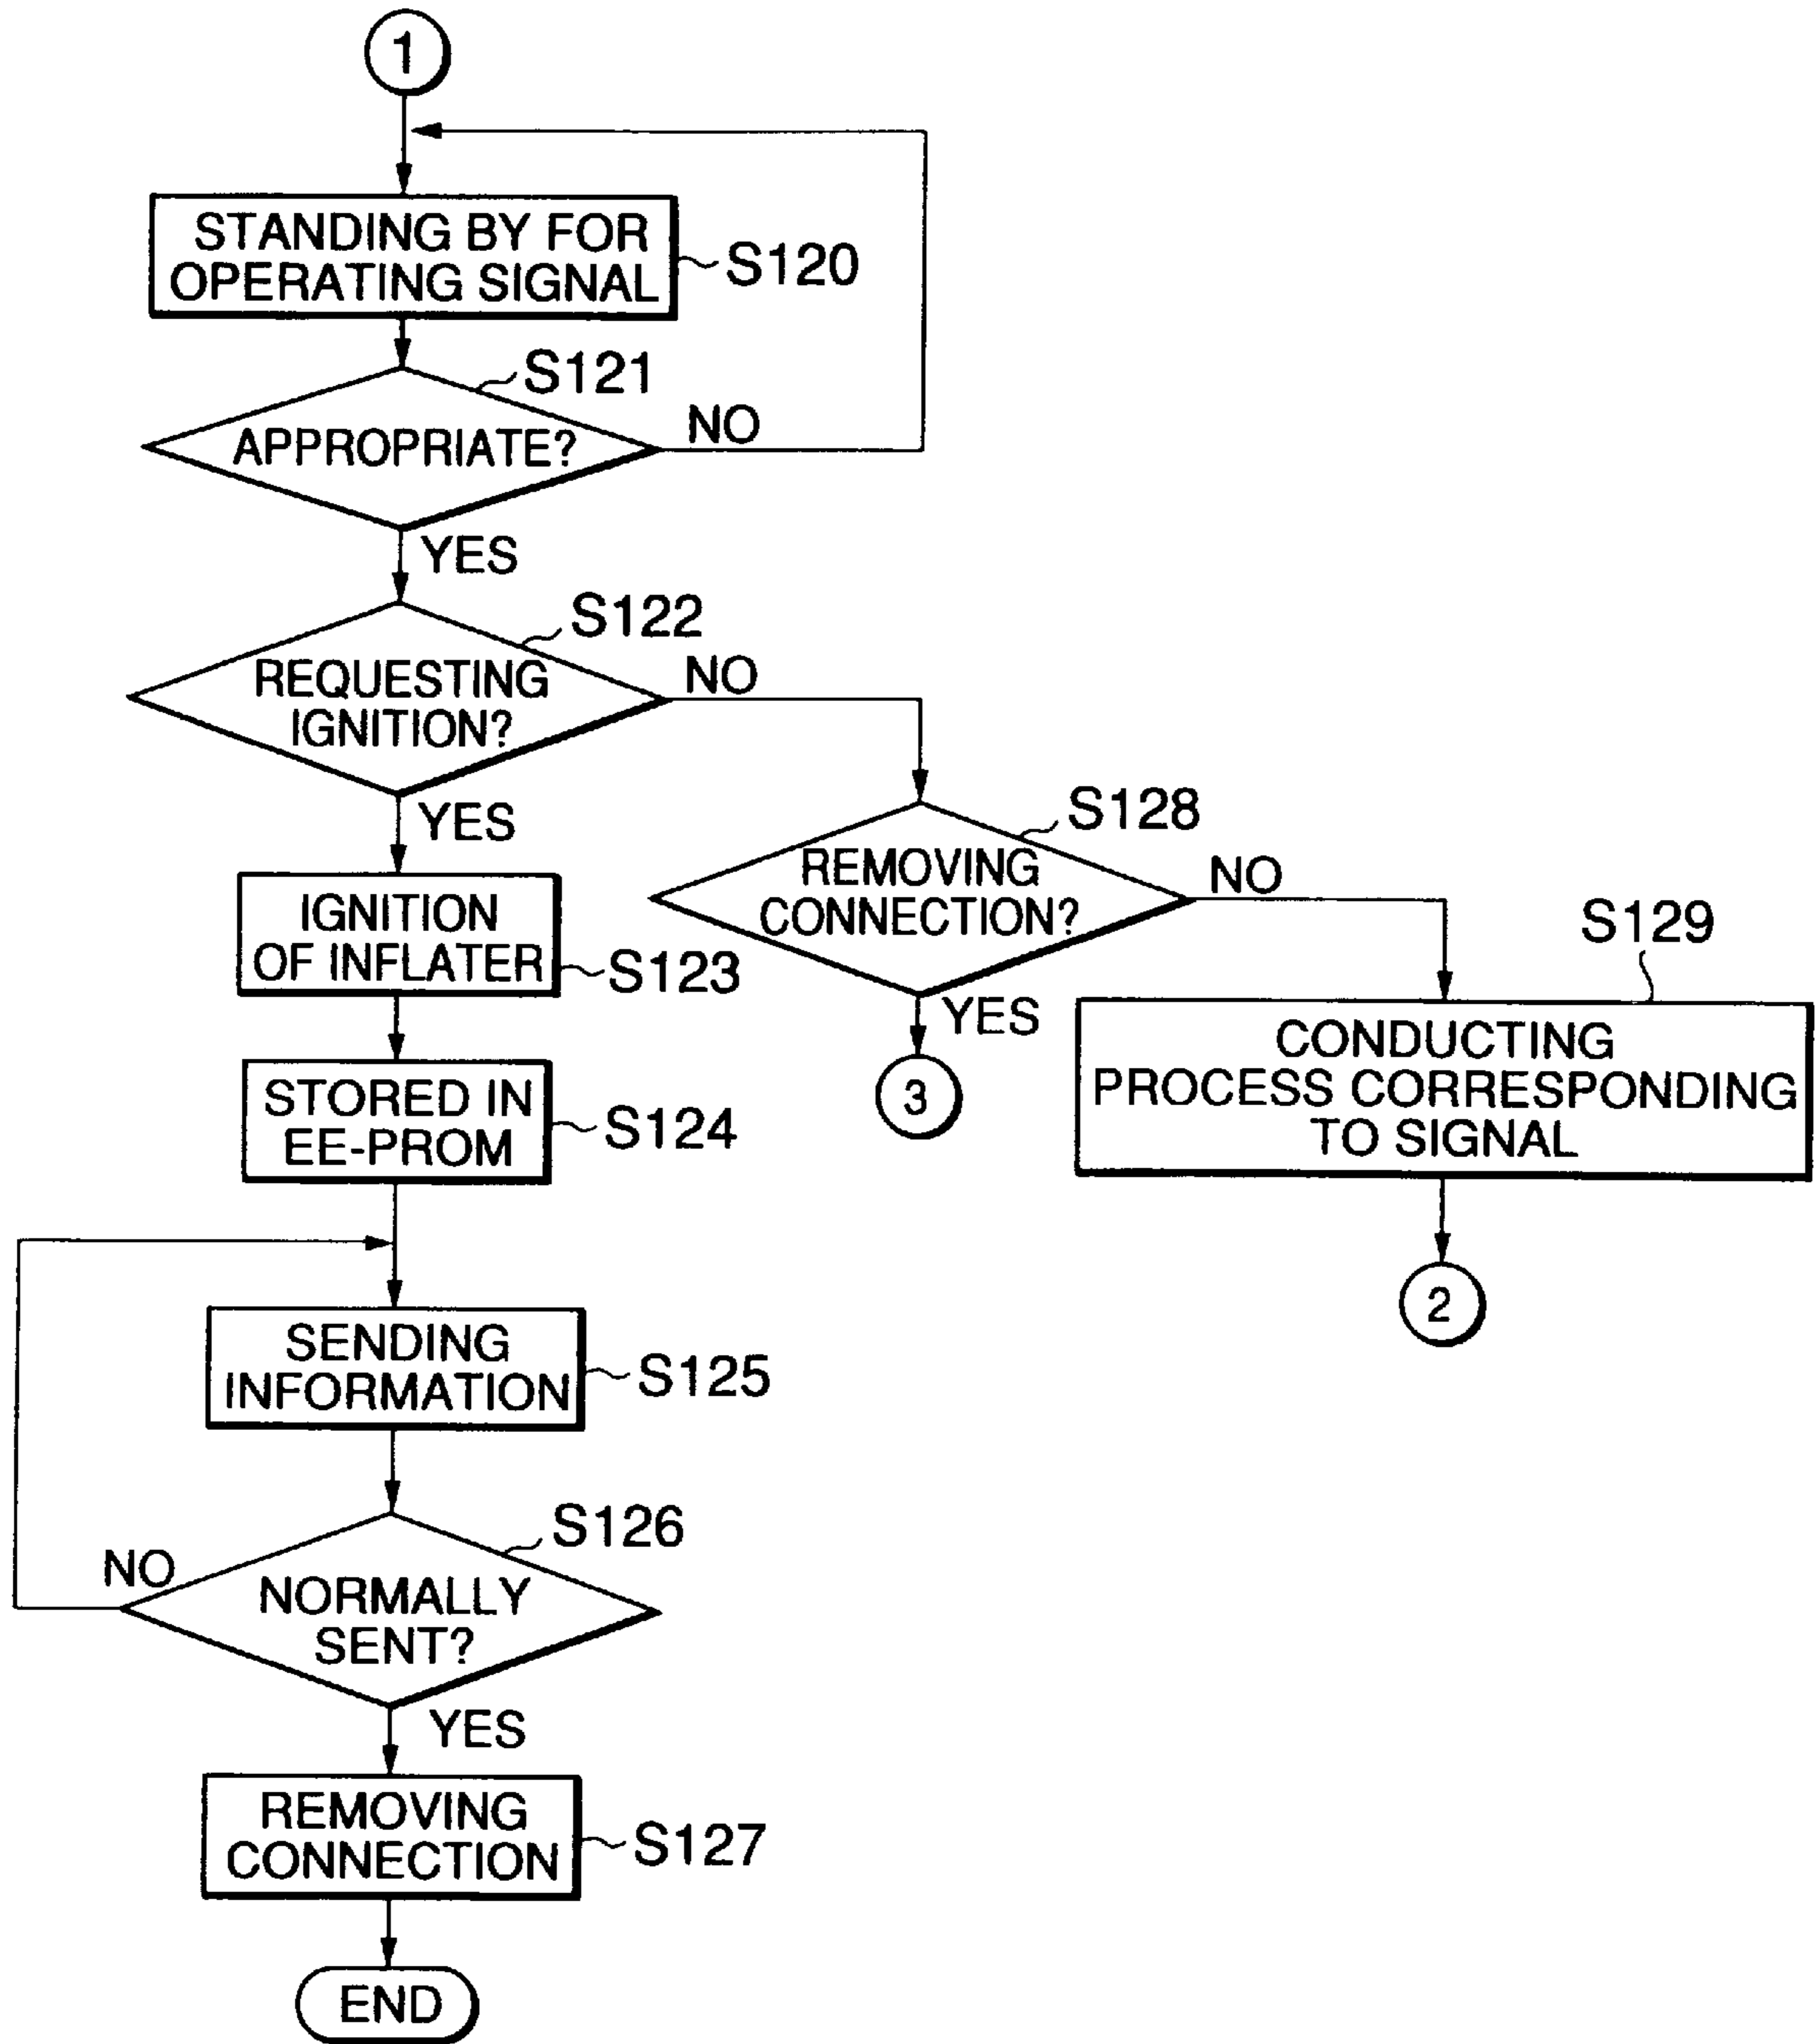 1
STANDING BY FOR
OPERATING SIGNAL
S120
S121
APPROPRIATE?
NO
YES
S122
REQUESTING
IGNITION?
NO
YES
S128
REMOVING
CONNECTION?
NO
YES
3
S129
CONDUCTING
PROCESS CORRESPONDING
TO SIGNAL
2
IGNITION
OF INFLATER
S123
STORED IN
EE-PROM
S124
SENDING
INFORMATION
S125
S126
NORMALLY
SENT?
NO
YES
REMOVING
CONNECTION
S127
END